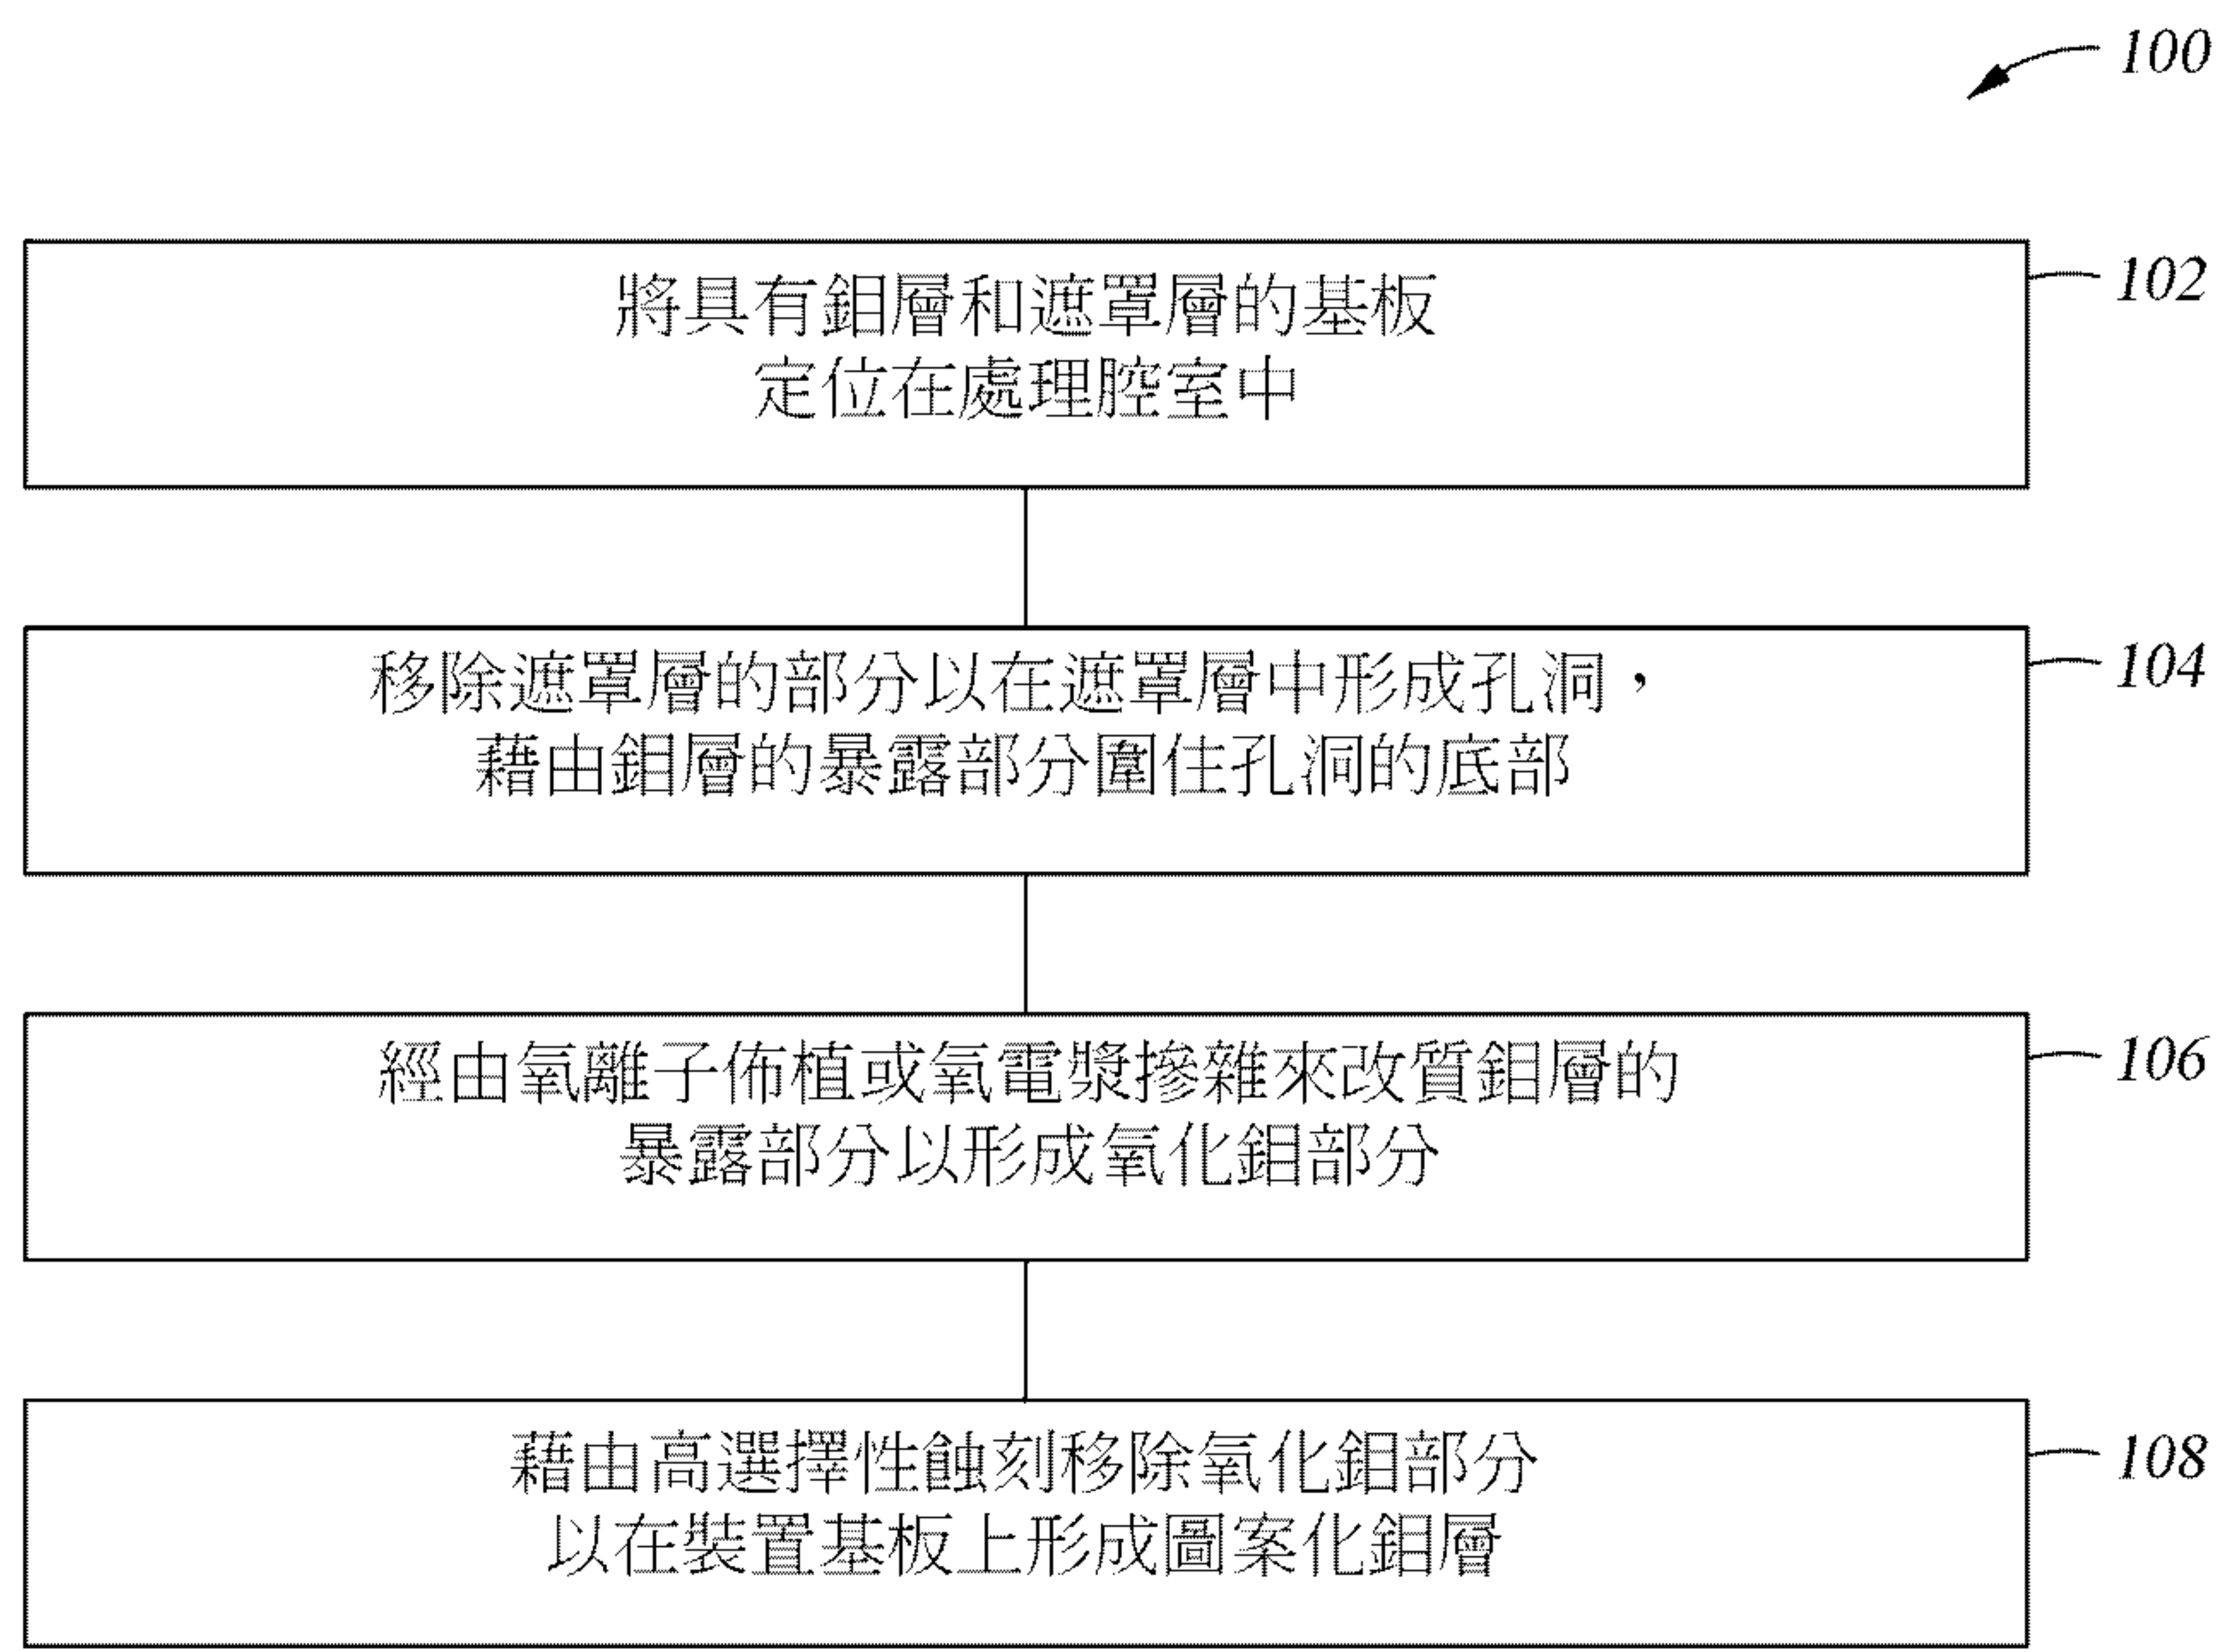 100
102
將具有鉬層和遮罩層的基板
定位在處理腔室中
104
移除遮罩層的部分以在遮罩層中形成孔洞，
藉由鉬層的暴露部分圍住孔洞的底部
106
經由氧離子佈植或氧電漿摻雜來改質鉬層的
暴露部分以形成氧化鉬部分
108
藉由高選擇性蝕刻移除氧化鉬部分
以在裝置基板上形成圖案化鉬層